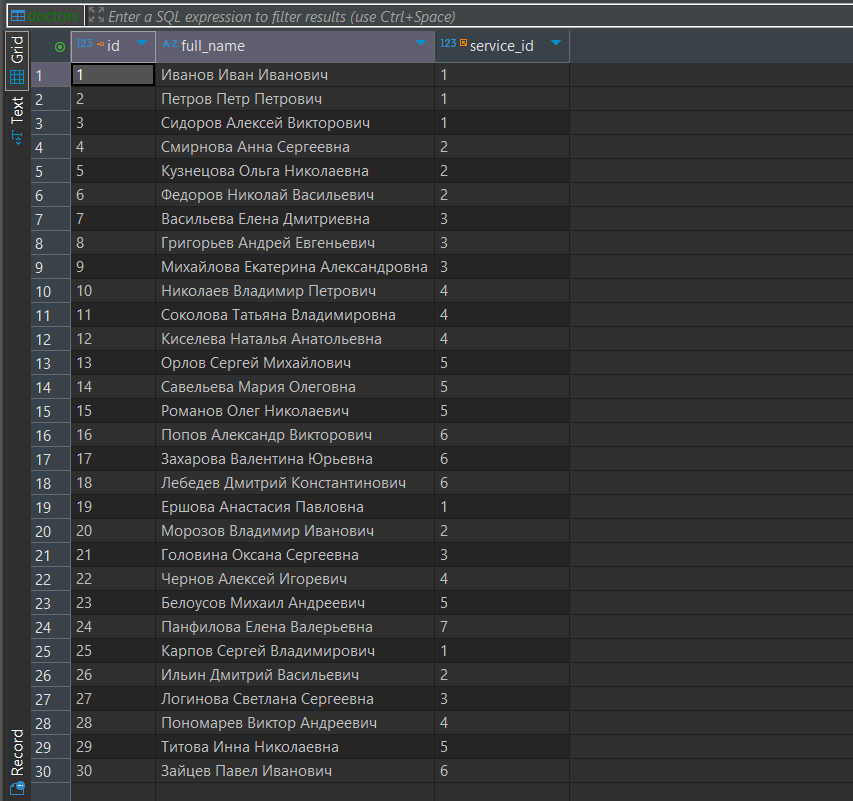 doctors Enter a SQL expression to filter results (use Ctrl+Space)
Grid
Text
Record
123 id A-Z full_name 123 service_id
1 1 Иванов Иван Иванович 1
2 2 Петров Петр Петрович 1
3 3 Сидоров Алексей Викторович 1
4 4 Смирнова Анна Сергеевна 2
5 5 Кузнецова Ольга Николаевна 2
6 6 Федоров Николай Васильевич 2
7 7 Васильева Елена Дмитриевна 3
8 8 Григорьев Андрей Евгеньевич 3
9 9 Михайлова Екатерина Александровна 3
10 10 Николаев Владимир Петрович 4
11 11 Соколова Татьяна Владимировна 4
12 12 Киселева Наталья Анатольевна 4
13 13 Орлов Сергей Михайлович 5
14 14 Савельева Мария Олеговна 5
15 15 Романов Олег Николаевич 5
16 16 Попов Александр Викторович 6
17 17 Захарова Валентина Юрьевна 6
18 18 Лебедев Дмитрий Константинович 6
19 19 Ершова Анастасия Павловна 1
20 20 Морозов Владимир Иванович 2
21 21 Головина Оксана Сергеевна 3
22 22 Чернов Алексей Игоревич 4
23 23 Белоусов Михаил Андреевич 5
24 24 Панфилова Елена Валерьевна 7
25 25 Карпов Сергей Владимирович 1
26 26 Ильин Дмитрий Васильевич 2
27 27 Логинова Светлана Сергеевна 3
28 28 Пономарев Виктор Андреевич 4
29 29 Титова Инна Николаевна 5
30 30 Зайцев Павел Иванович 6